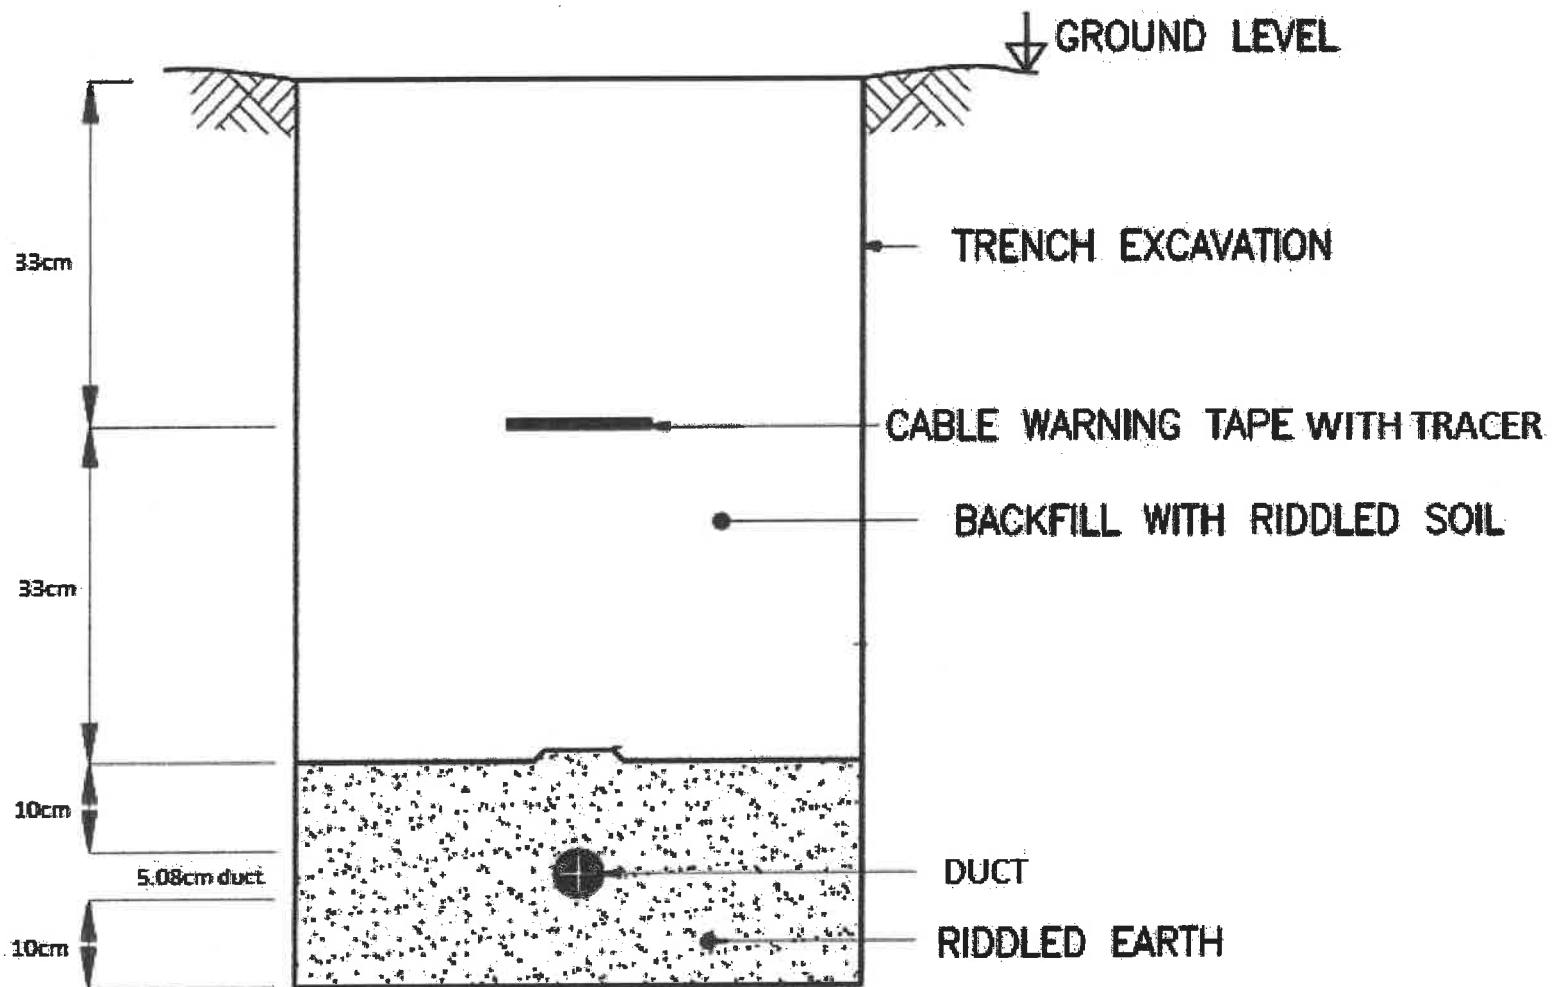 GROUND LEVEL
33cm
TRENCH EXCAVATION
CABLE WARNING TAPE WITH TRACER
BACKFILL WITH RIDDLED SOIL
33cm
10cm
5.08cm duct
DUCT
10cm
RIDDLED EARTH